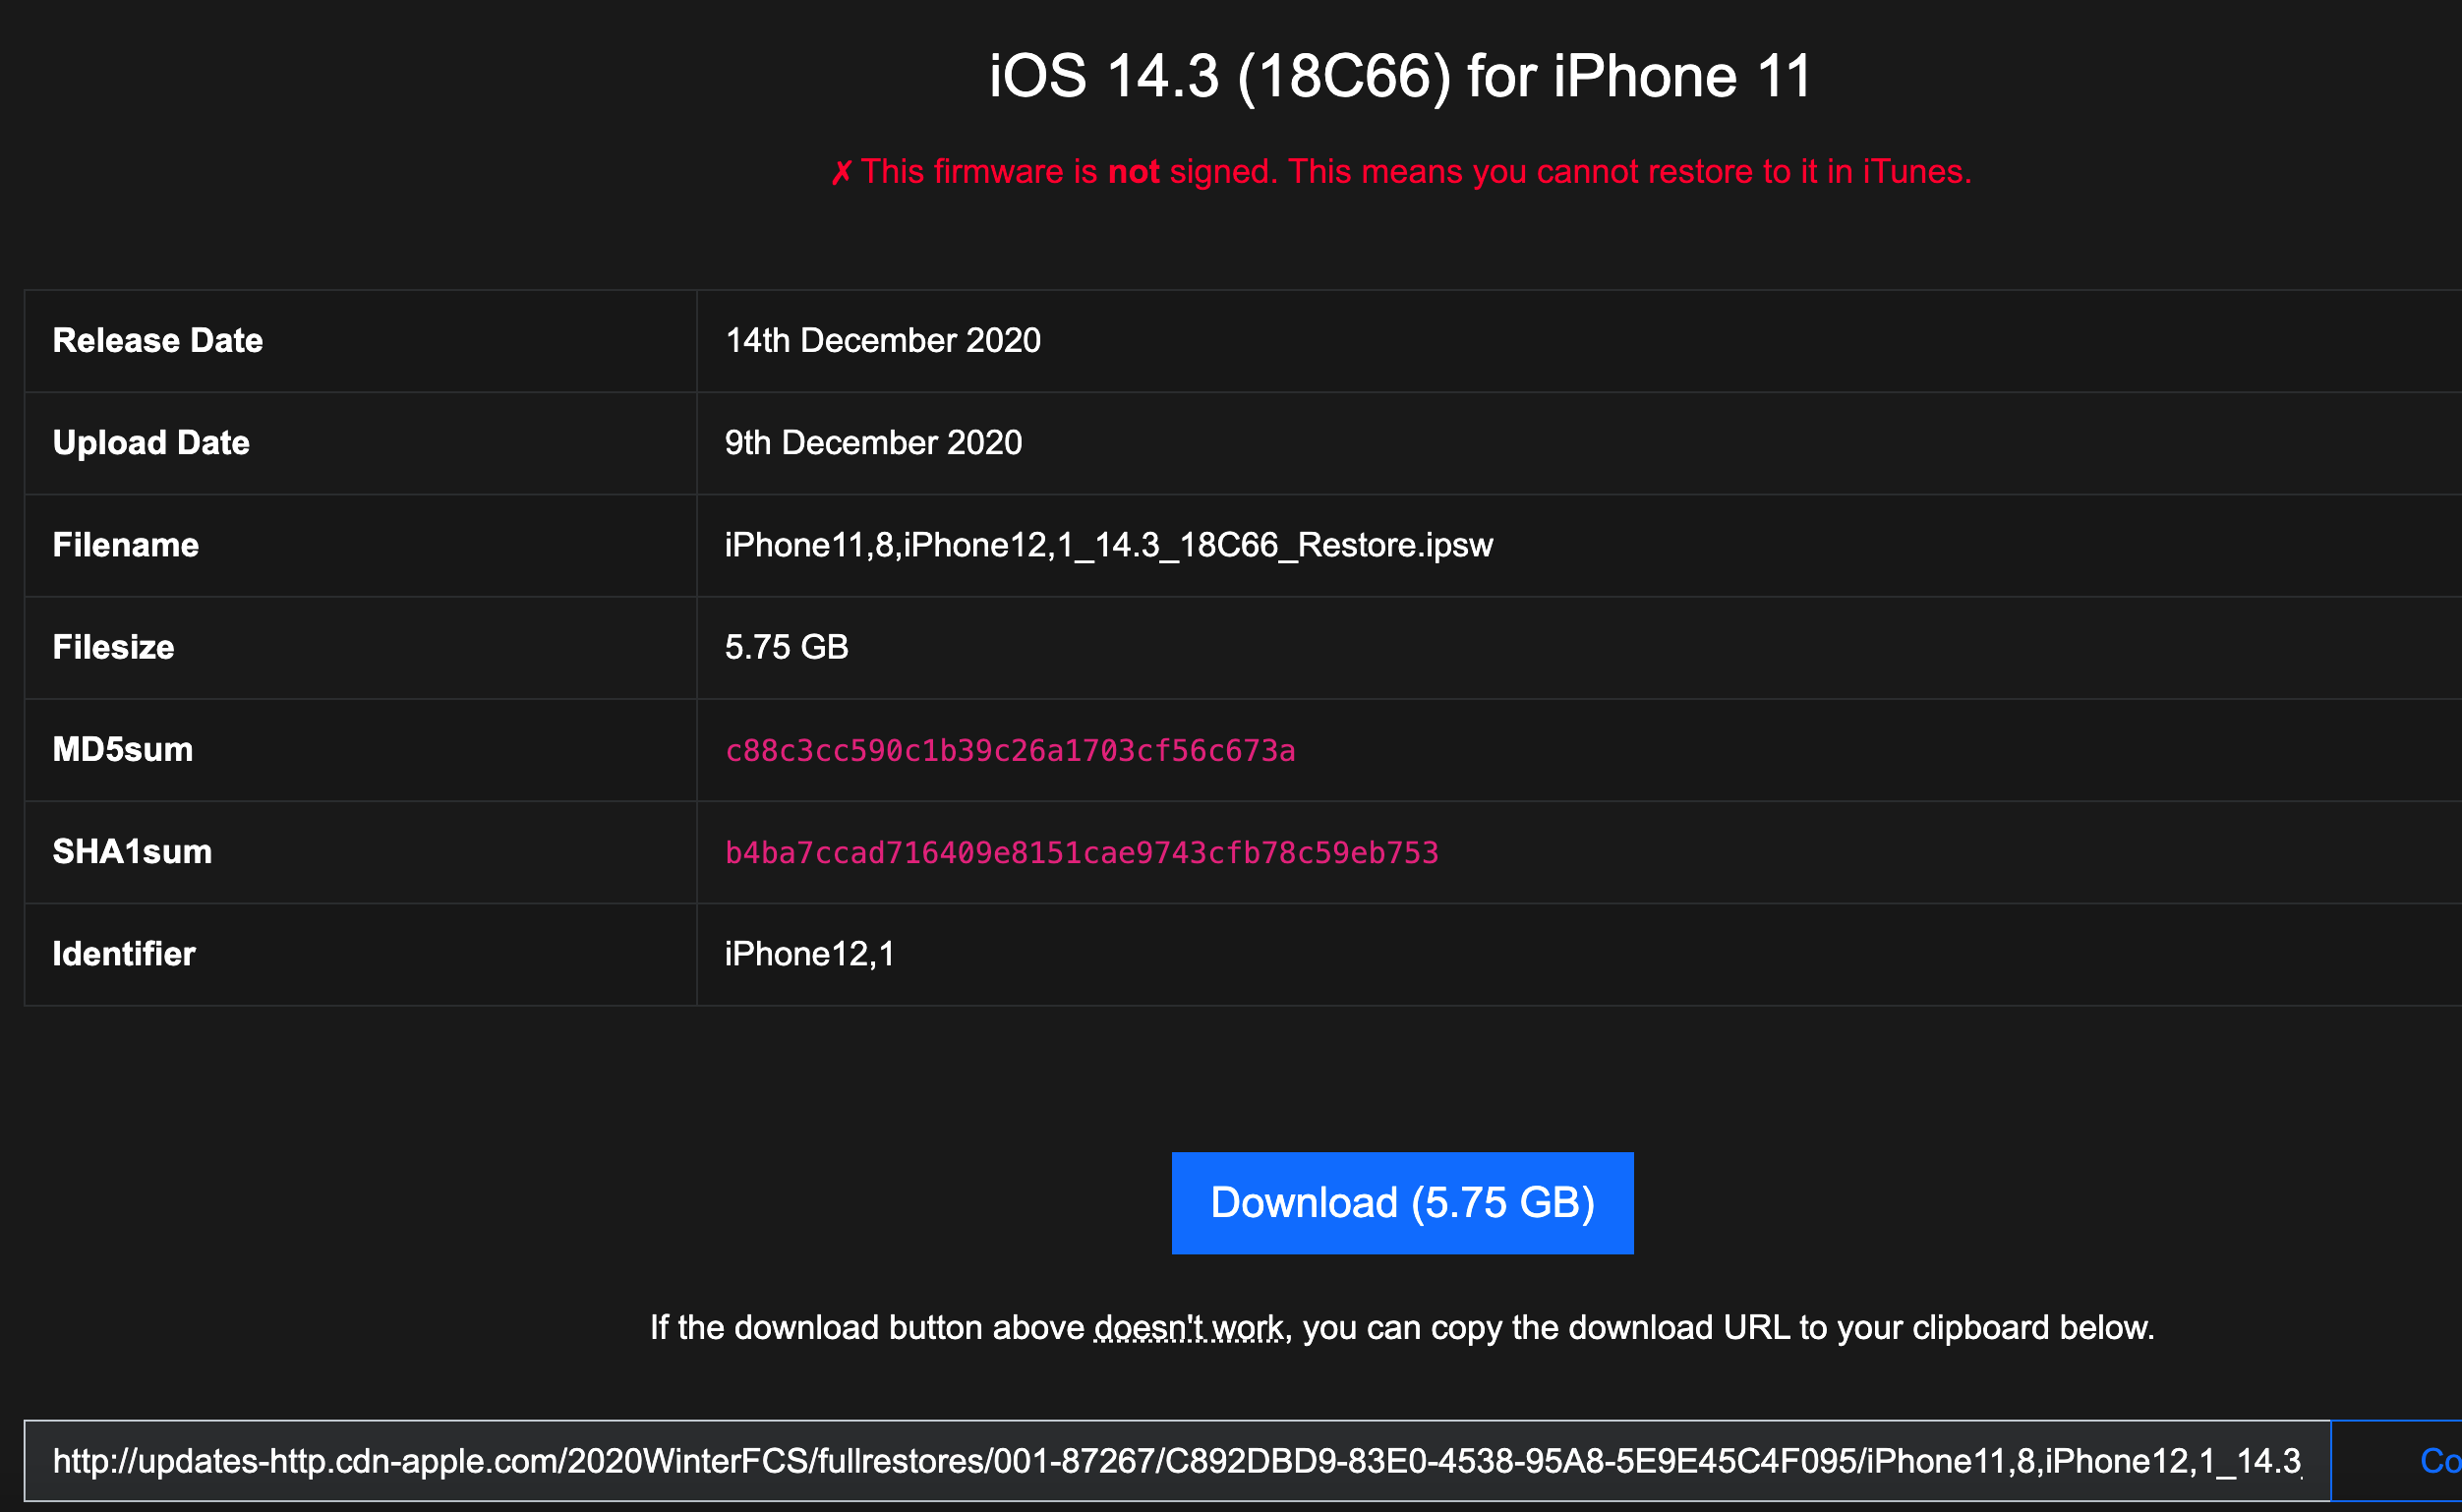 iOS 14.3 (18C66) for iPhone 11
✗ This firmware is not signed. This means you cannot restore to it in iTunes.
Release Date 14th December 2020
Upload Date 9th December 2020
Filename iPhone11,8,iPhone12,1_14.3_18C66_Restore.ipsw
Filesize 5.75 GB
MD5sum c88c3cc590c1b39c26a1703cf56c673a
SHA1sum b4ba7ccad716409e8151cae9743cfb78c59eb753
Identifier iPhone12,1
Download (5.75 GB)
If the download button above doesn't work, you can copy the download URL to your clipboard below.
http://updates-http.cdn-apple.com/2020WinterFCS/fullrestores/001-87267/C892DBD9-83E0-4538-95A8-5E9E45C4F095/iPhone11,8,iPhone12,1_14.3_ Co